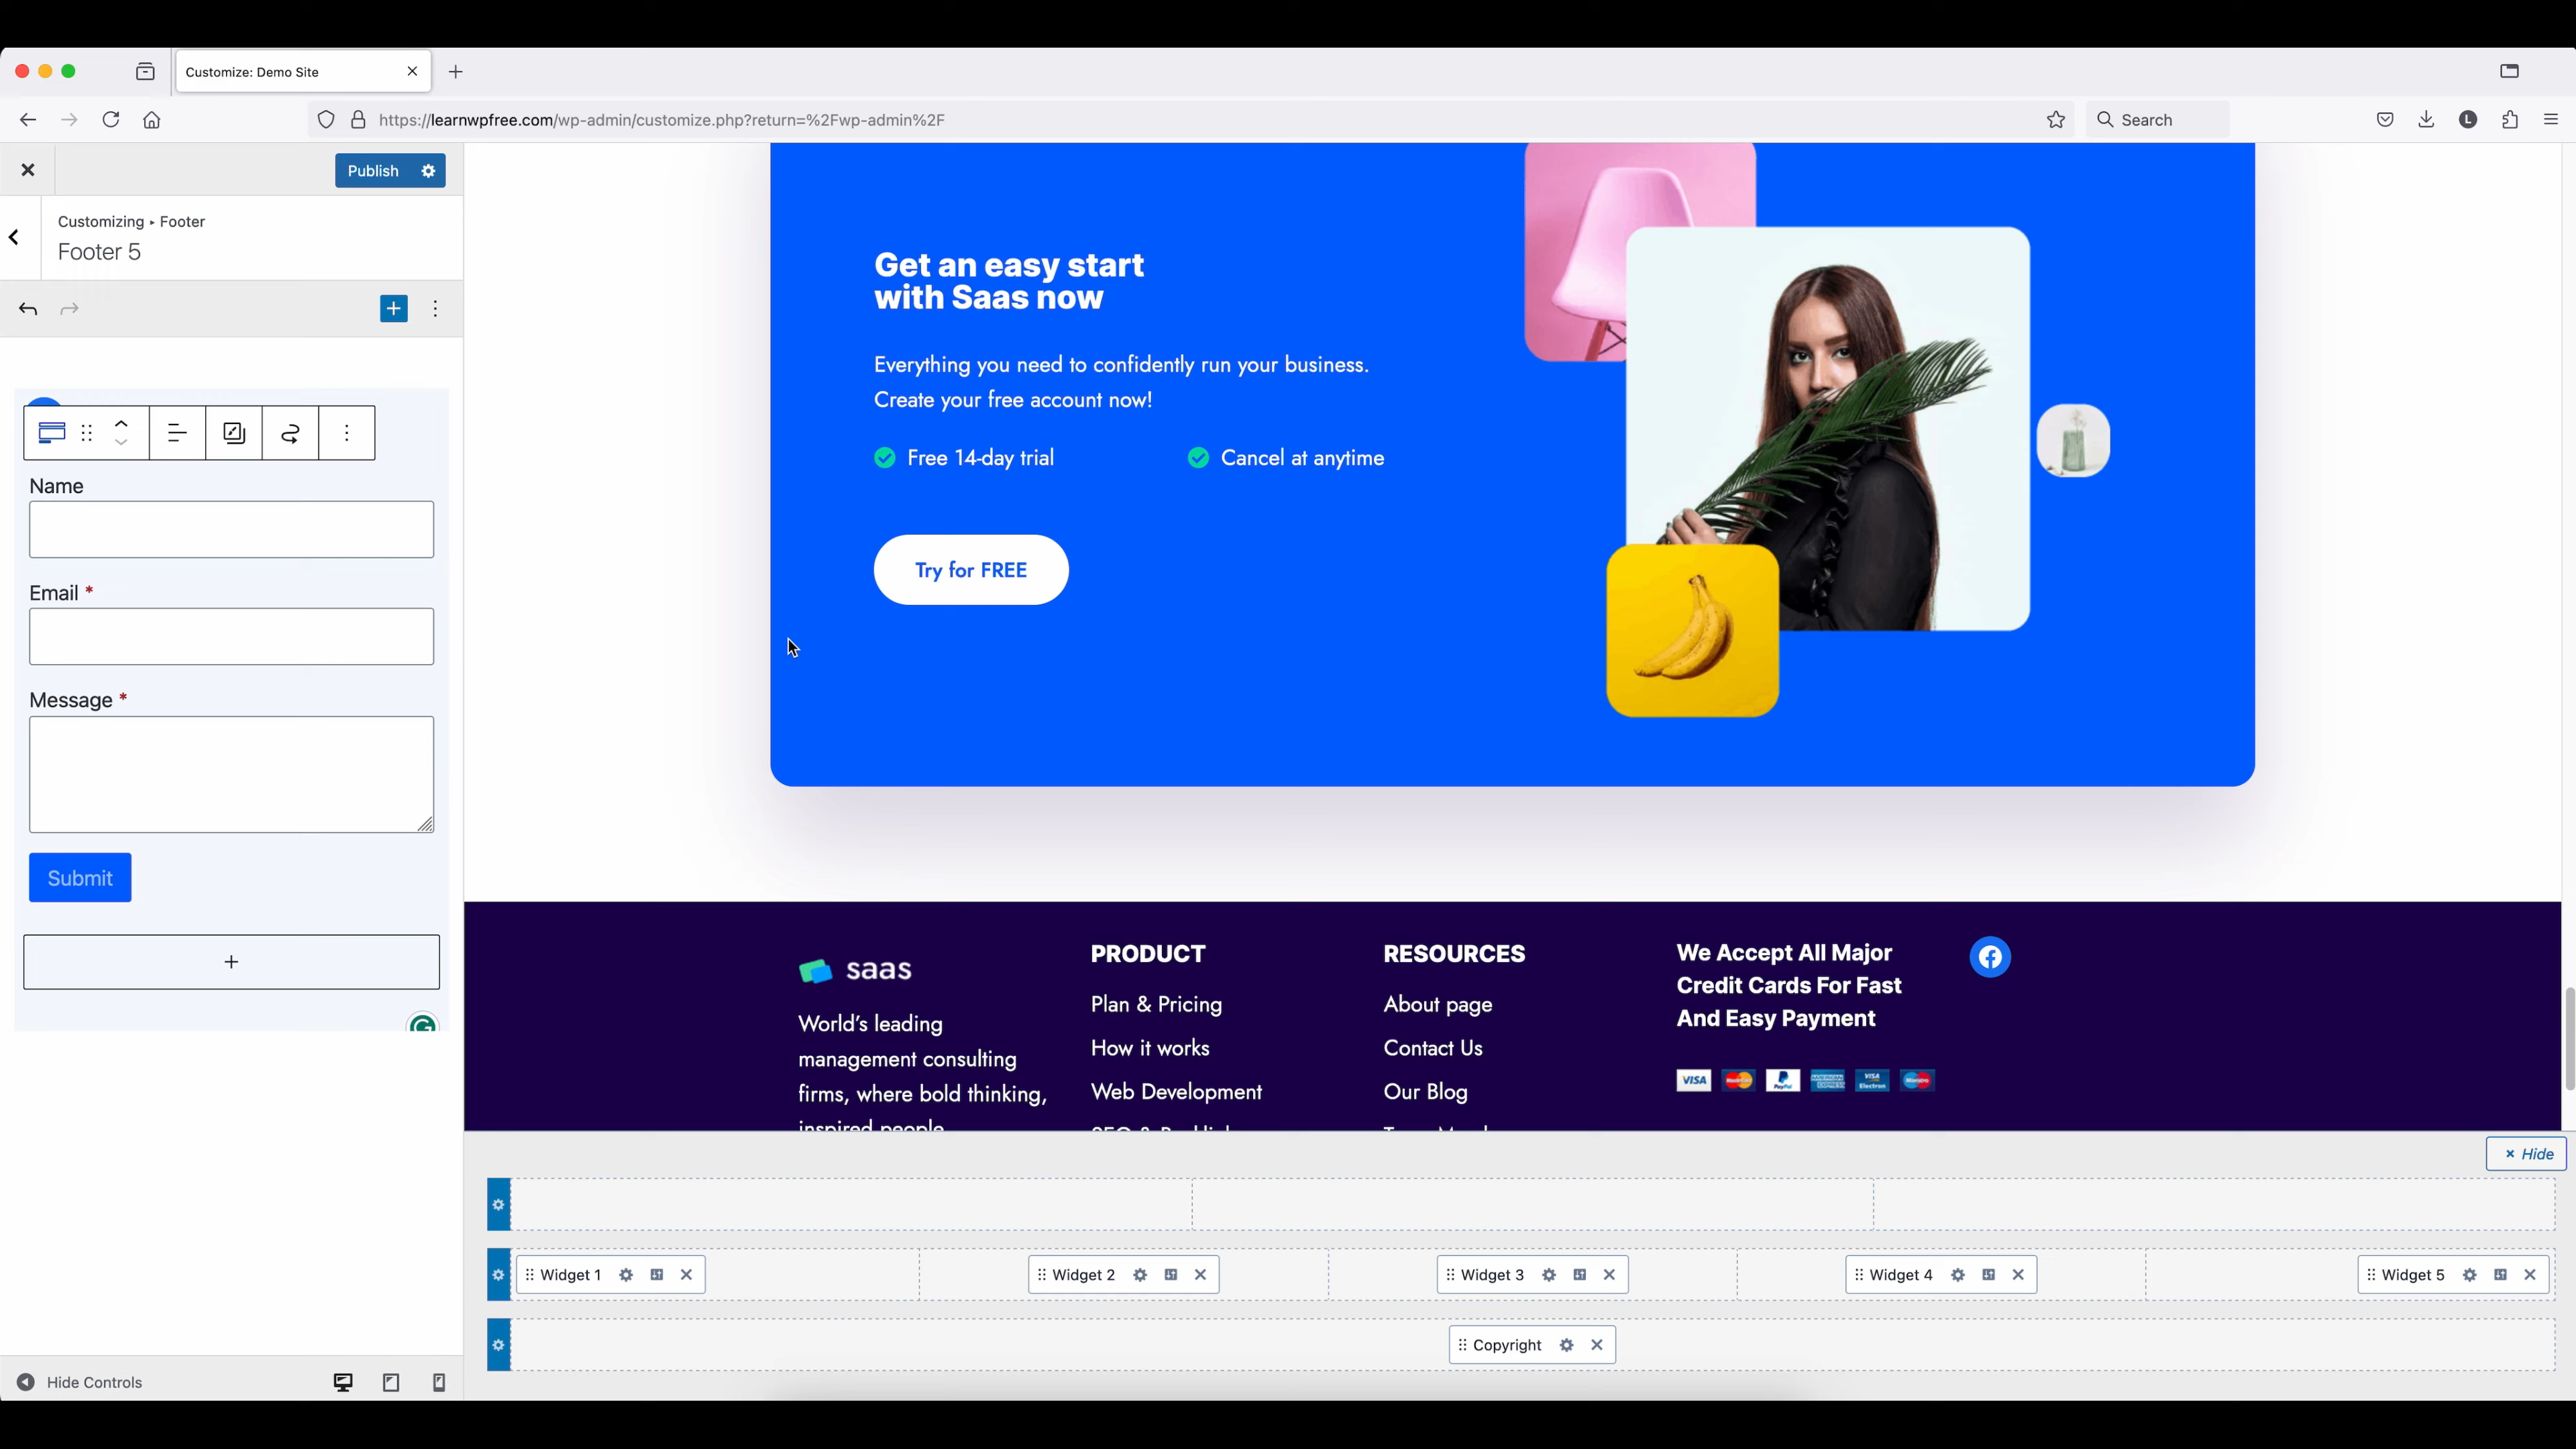 Customize: Demo Site
https://learnwpfree.com/wp-admin/customize.php?return=%2Fwp-admin%2F
Search
L
Publish
Customizing ▸ Footer
Footer 5
Name
Email *
Message *
Submit
Get an easy start
with Saas now
Everything you need to confidently run your business.
Create your free account now!
Free 14-day trial
Cancel at anytime
Try for FREE
saas
World's leading
management consulting
firms, where bold thinking,
inspired people
PRODUCT
Plan & Pricing
How it works
Web Development
RESOURCES
About page
Contact Us
Our Blog
We Accept All Major
Credit Cards For Fast
And Easy Payment
VISA
PayPal
VISA
Electron
Hide
Widget 1
Widget 2
Widget 3
Widget 4
Widget 5
Copyright
Hide Controls